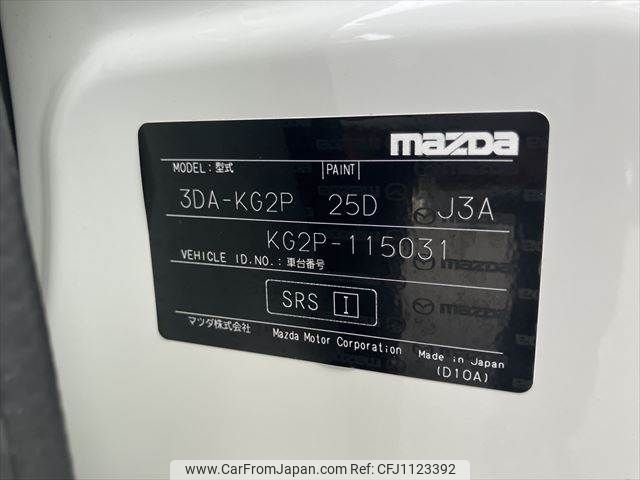 mazda
MODEL:型式 PAINT
3DA-KG2P 25D J3A
KG2P-115031
VEHICLE ID.NO.:車台番号
SRS I
マツダ株式会社 Mazda Motor Corporation Made in Japan
(D10A)
www.CarFromJapan.com - REF:CFJ1123392